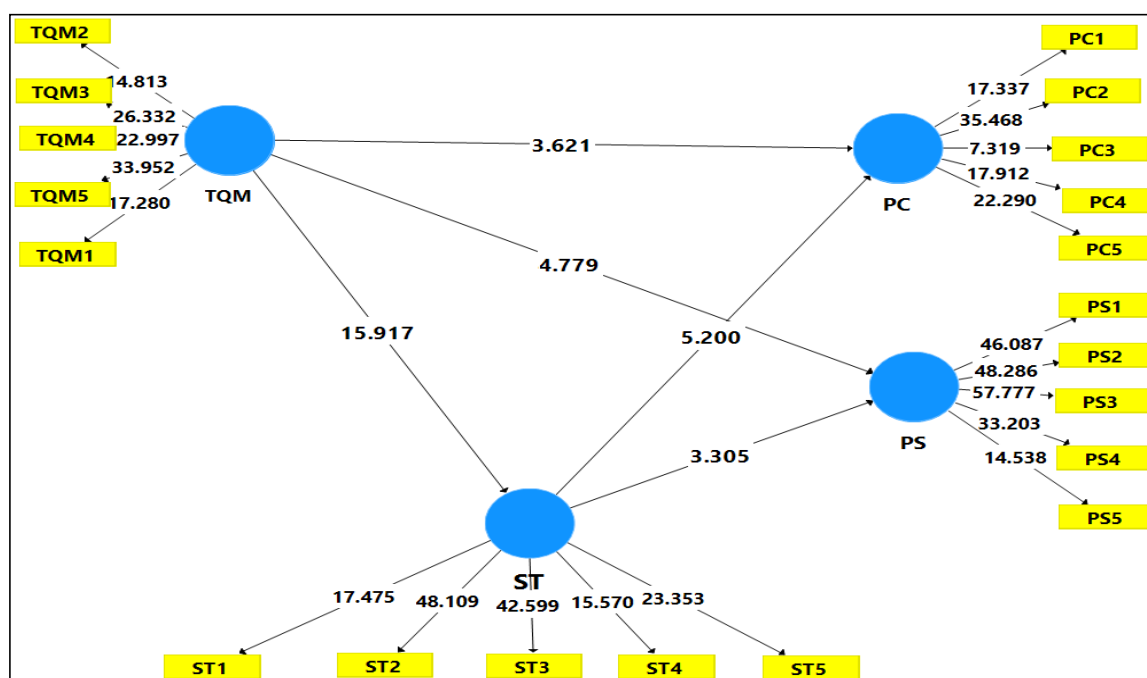 TQM2
PC1
14.813
17.337
TQM3
PC2
26.332
35.468
TQM4
22.997
3.621
7.319
PC3
33.952
17.912
TQM5
TQM
PC
PC4
17.280
22.290
TQM1
PC5
4.779
PS1
15.917
5.200
46.087
PS2
48.286
57.777
PS3
33.203
PS
3.305
14.538
PS4
PS5
ST
17.475
48.109
42.599
15.570
23.353
ST1
ST2
ST3
ST4
ST5